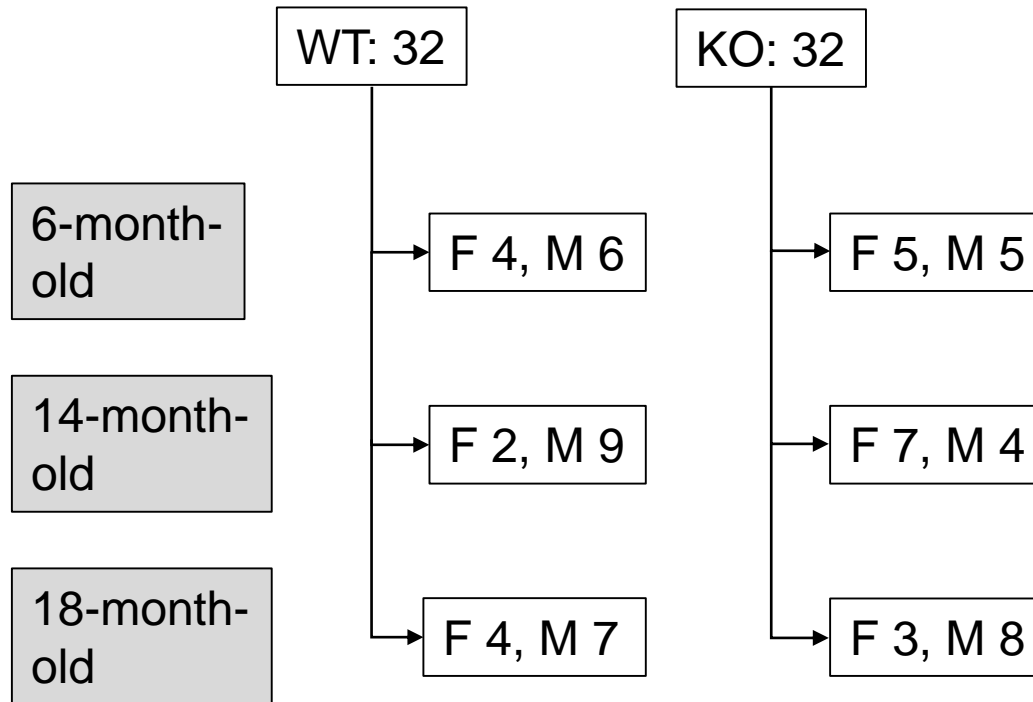 WT: 32
KO: 32
6-month-
old
F 4, M 6
F 5, M 5
14-month-
old
F 2, M 9
F 7, M 4
18-month-
old
F 4, M 7
F 3, M 8